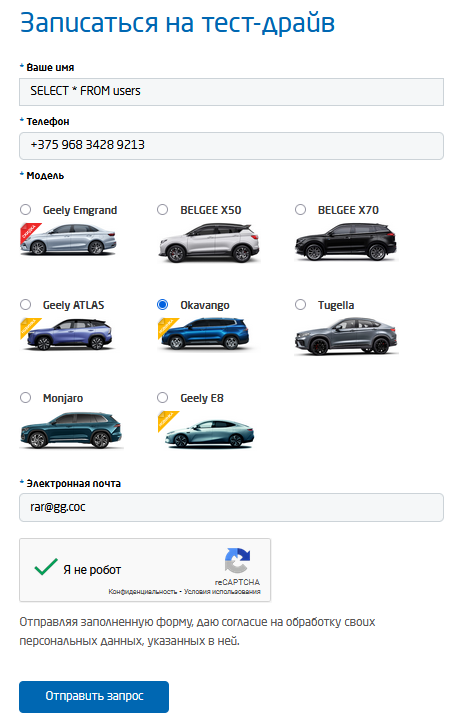 Записаться на тест-драйв
* Ваше имя
SELECT * FROM users
* Телефон
+375 968 3428 9213
* Модель
Geely Emgrand
BELGEE X50
BELGEE X70
Geely ATLAS
Okavango
Tugella
Monjaro
Geely E8
* Электронная почта
rar@gg.coc
Я не робот
reCAPTCHA
Конфиденциальность - Условия использования
Отправляя заполненную форму, даю согласие на обработку своих
персональных данных, указанных в ней.
Отправить запрос